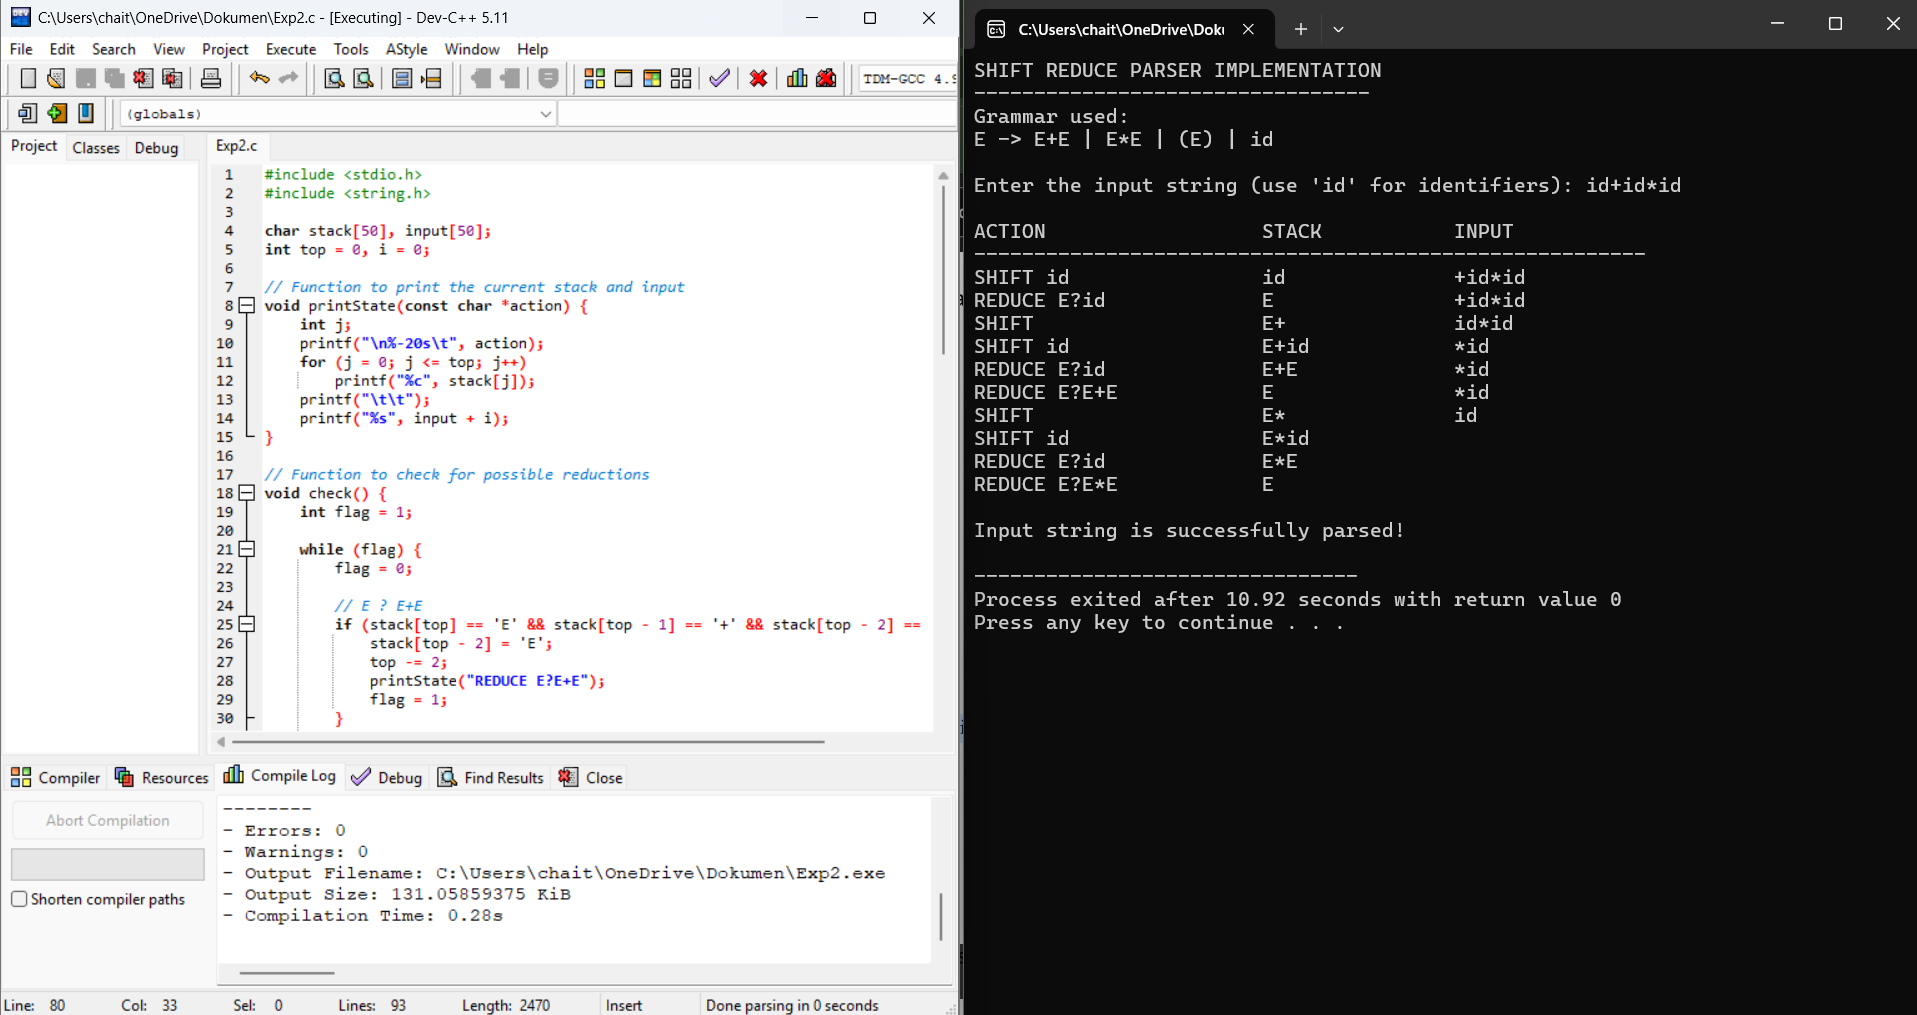 C:\Users\chait\OneDrive\Dokumen\Exp2.c - [Executing] - Dev-C++ 5.11
File Edit Search View Project Execute Tools AStyle Window Help
TDM-GCC 4.9
(globals)
Project Classes Debug
Exp2.c
1 #include <stdio.h>
2 #include <string.h>
3
4 char stack[50], input[50];
5 int top = 0, i = 0;
6
7 // Function to print the current stack and input
8 void printState(const char *action) {
9 int j;
10 printf("\n%-20s\t", action);
11 for (j = 0; j <= top; j++)
12 printf("%c", stack[j]);
13 printf("\t\t");
14 printf("%s", input + i);
15 }
16
17 // Function to check for possible reductions
18 void check() {
19 int flag = 1;
20
21 while (flag) {
22 flag = 0;
23
24 // E ? E+E
25 if (stack[top] == 'E' && stack[top - 1] == '+' && stack[top - 2] ==
26 stack[top - 2] = 'E';
27 top -= 2;
28 printState("REDUCE E?E+E");
29 flag = 1;
30 }
Compiler Resources Compile Log Debug Find Results Close
Abort Compilation
Shorten compiler paths
--------
- Errors: 0
- Warnings: 0
- Output Filename: C:\Users\chait\OneDrive\Dokumen\Exp2.exe
- Output Size: 131.05859375 KiB
- Compilation Time: 0.28s
Line: 80 Col: 33 Sel: 0 Lines: 93 Length: 2470 Insert Done parsing in 0 seconds
C:\Users\chait\OneDrive\Doku
SHIFT REDUCE PARSER IMPLEMENTATION
---------------------------------
Grammar used:
E -> E+E | E*E | (E) | id
Enter the input string (use 'id' for identifiers): id+id*id
ACTION STACK INPUT
--------------------------------------------------------
SHIFT id id +id*id
REDUCE E?id E +id*id
SHIFT E+ id*id
SHIFT id E+id *id
REDUCE E?id E+E *id
REDUCE E?E+E E *id
SHIFT E* id
SHIFT id E*id
REDUCE E?id E*E
REDUCE E?E*E E
Input string is successfully parsed!
--------------------------------
Process exited after 10.92 seconds with return value 0
Press any key to continue . . .